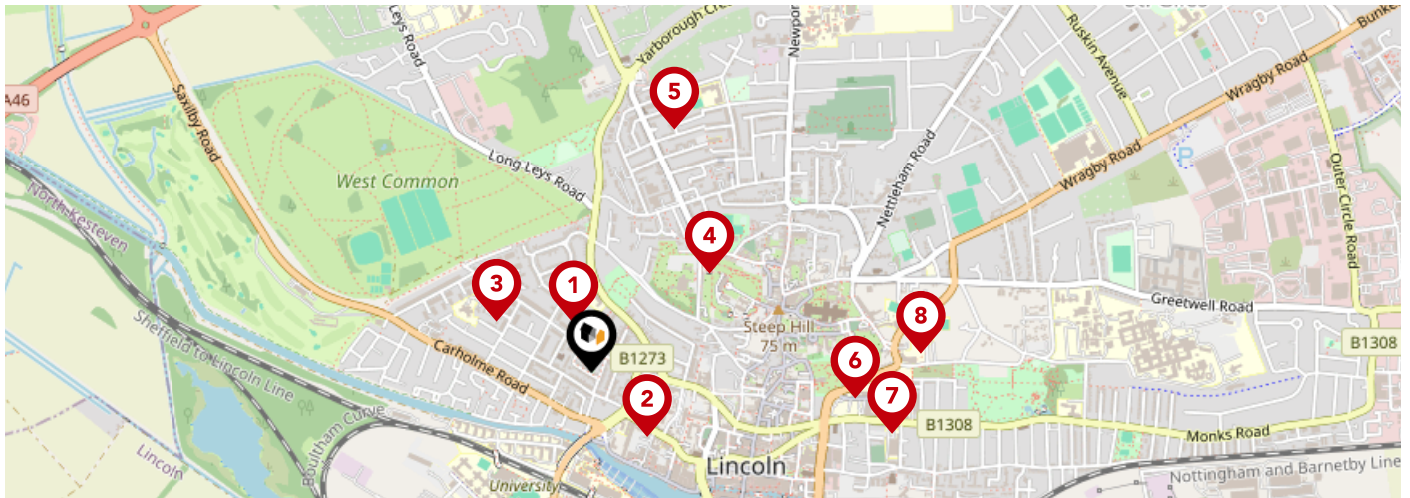 Leys Road
Yarborough Cres
Newpor
Ruskin Avenue
Bunke
A46
Saxilby Road
5
Wragby Road
West Common
Long Leys Road
Nettleham Road
P
Wragby Road
Outer Circle Road
North Kesteven
4
3
1
Greetwell Road
8
Steep Hill
75 m
Sheffield to Lincoln Line
B1273
B1308
Carholme Road
6
7
2
B1308
Monks Road
Boultham Curve
Lincoln
Lincoln
University
Nottingham and Barnetby Line